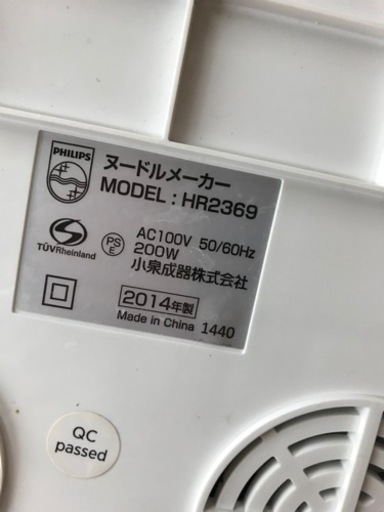 PHILIPS
ヌードルメーカー
MODEL : HR2369
TÜVRheinland
PS
E
AC100V 50/60Hz
200W
小泉成器株式会社
2014年製
Made in China 1440
QC
passed